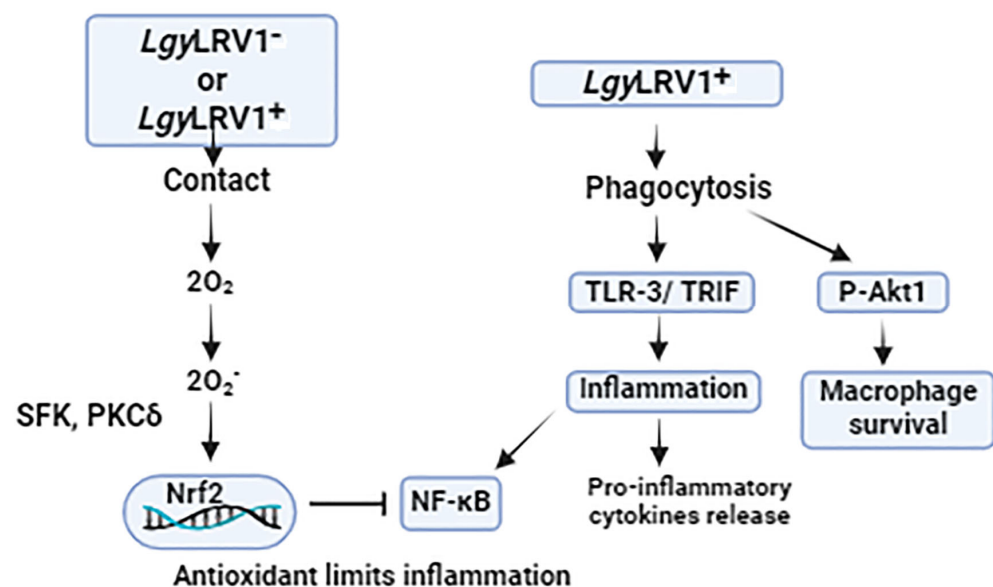 LgyLRV1⁻
or
LgyLRV1⁺
Contact
2O₂
2O₂⁻
SFK, PKCδ
Nrf2
NF-κB
Antioxidant limits inflammation
LgyLRV1⁺
Phagocytosis
TLR-3/ TRIF
P-Akt1
Inflammation
Macrophage
survival
Pro-inflammatory
cytokines release